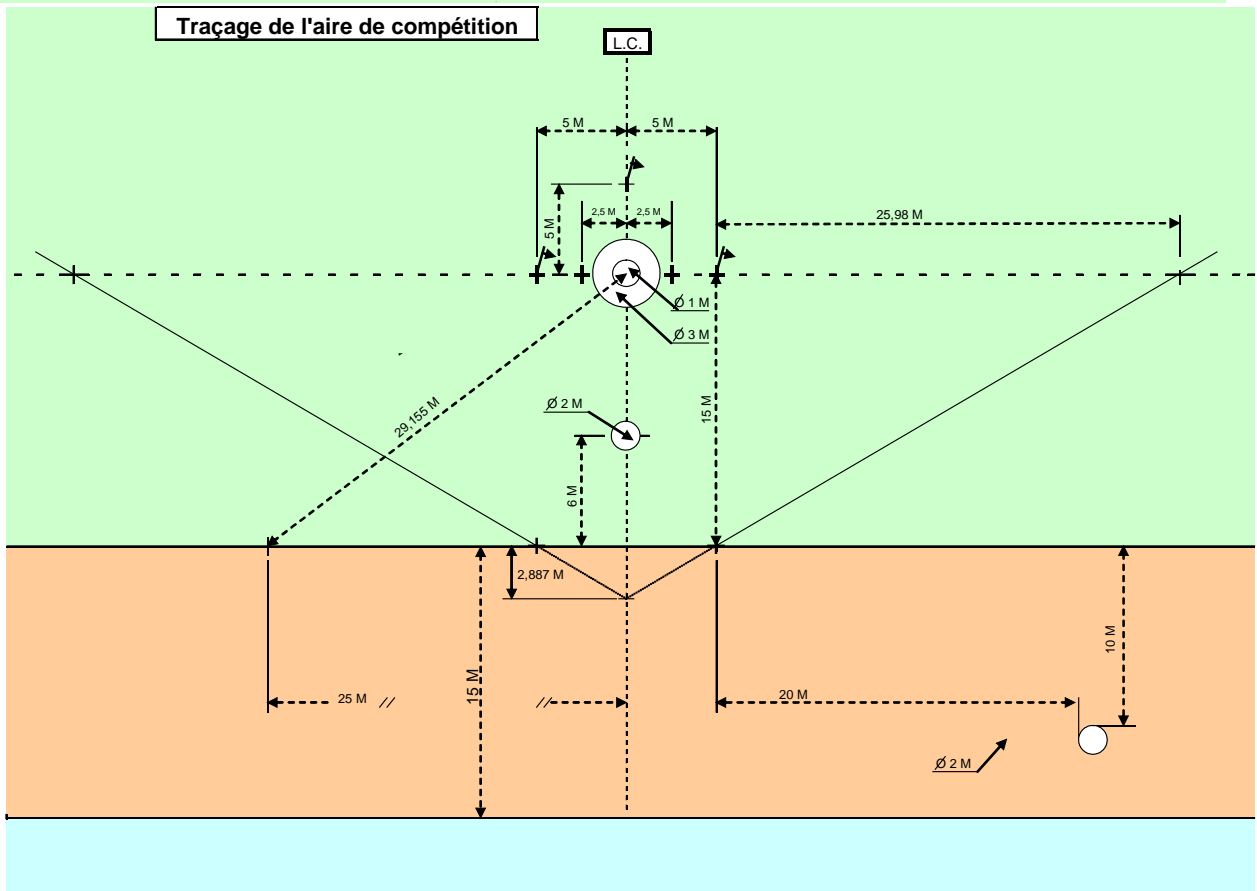 Traçage de l'aire de compétition
L.C.
5 M
5 M
2,5 M
2,5 M
5 M
25,98 M
Ø 1 M
Ø 3 M
29,155 M
Ø 2 M
15 M
6 M
2,887 M
10 M
15 M
25 M
//
//
20 M
Ø 2 M